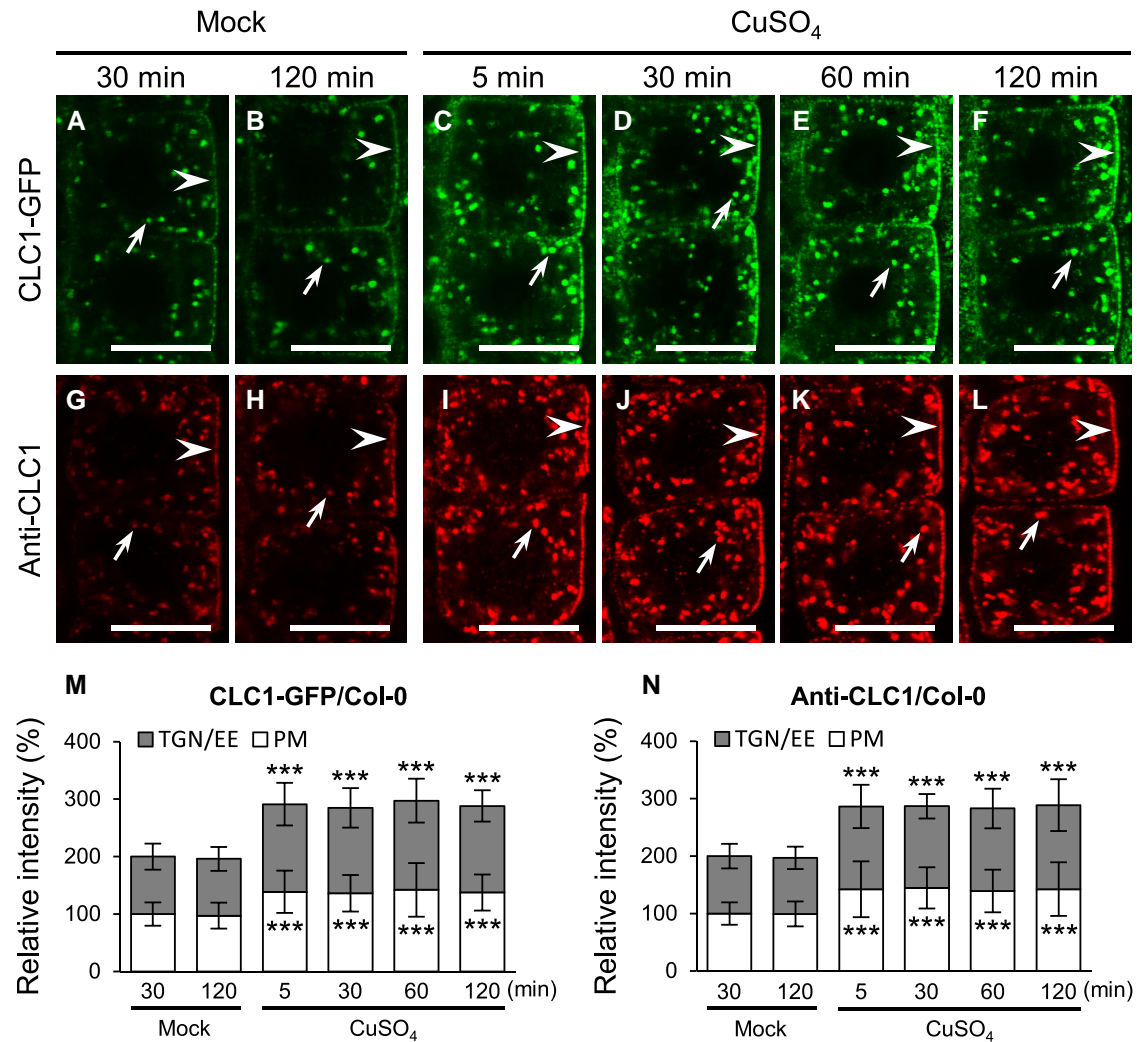 Mock CuSO₄
30 min 120 min 5 min 30 min 60 min 120 min
CLC1-GFP
A B C D E F
Anti-CLC1
G H I J K L
M
CLC1-GFP/Col-0
Relative intensity (%)
TGN/EE PM
400
300
200
100
0
*** *** *** ***
*** *** *** ***
30 120 5 30 60 120 (min)
Mock CuSO₄
N
Anti-CLC1/Col-0
Relative intensity (%)
TGN/EE PM
400
300
200
100
0
*** *** *** ***
*** *** *** ***
30 120 5 30 60 120 (min)
Mock CuSO₄